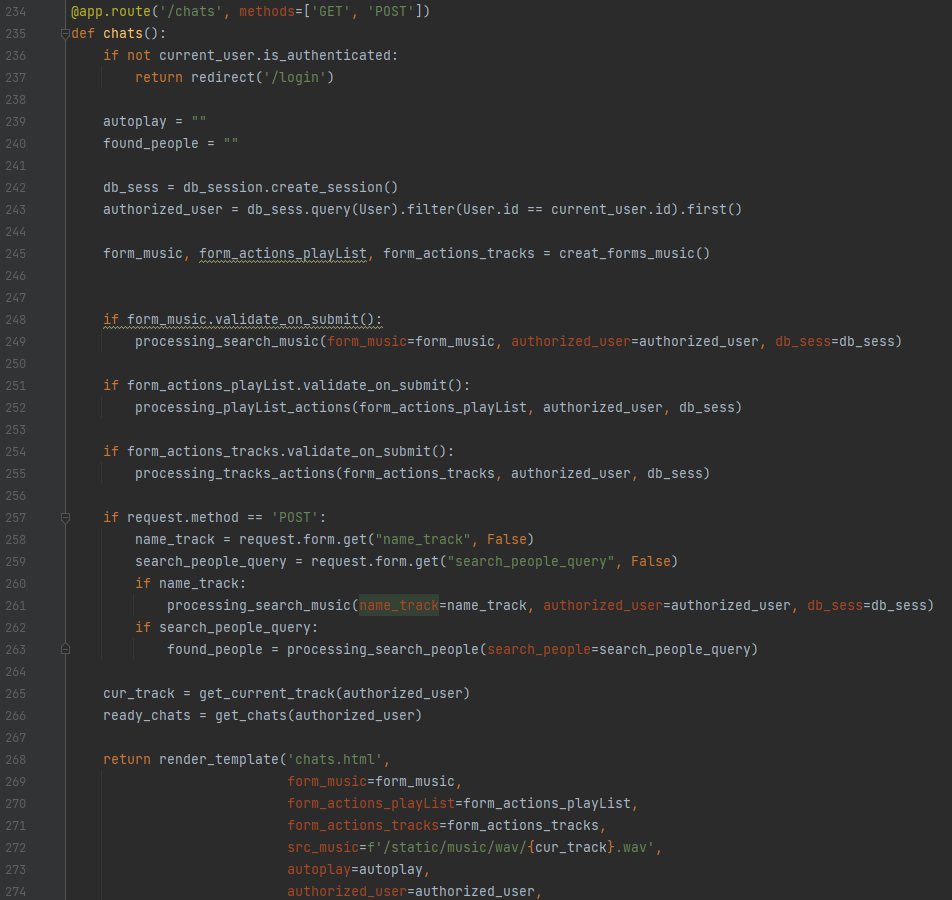 234 @app.route('/chats', methods=['GET', 'POST'])
235 def chats():
236     if not current_user.is_authenticated:
237         return redirect('/login')
238
239     autoplay = ""
240     found_people = ""
241
242     db_sess = db_session.create_session()
243     authorized_user = db_sess.query(User).filter(User.id == current_user.id).first()
244
245     form_music, form_actions_playList, form_actions_tracks = creat_forms_music()
246
247
248     if form_music.validate_on_submit():
249         processing_search_music(form_music=form_music, authorized_user=authorized_user, db_sess=db_sess)
250
251     if form_actions_playList.validate_on_submit():
252         processing_playList_actions(form_actions_playList, authorized_user, db_sess)
253
254     if form_actions_tracks.validate_on_submit():
255         processing_tracks_actions(form_actions_tracks, authorized_user, db_sess)
256
257     if request.method == 'POST':
258         name_track = request.form.get("name_track", False)
259         search_people_query = request.form.get("search_people_query", False)
260         if name_track:
261             processing_search_music(name_track=name_track, authorized_user=authorized_user, db_sess=db_sess)
262         if search_people_query:
263             found_people = processing_search_people(search_people=search_people_query)
264
265     cur_track = get_current_track(authorized_user)
266     ready_chats = get_chats(authorized_user)
267
268     return render_template('chats.html',
269                            form_music=form_music,
270                            form_actions_playList=form_actions_playList,
271                            form_actions_tracks=form_actions_tracks,
272                            src_music=f'/static/music/wav/{cur_track}.wav',
273                            autoplay=autoplay,
274                            authorized_user=authorized_user,